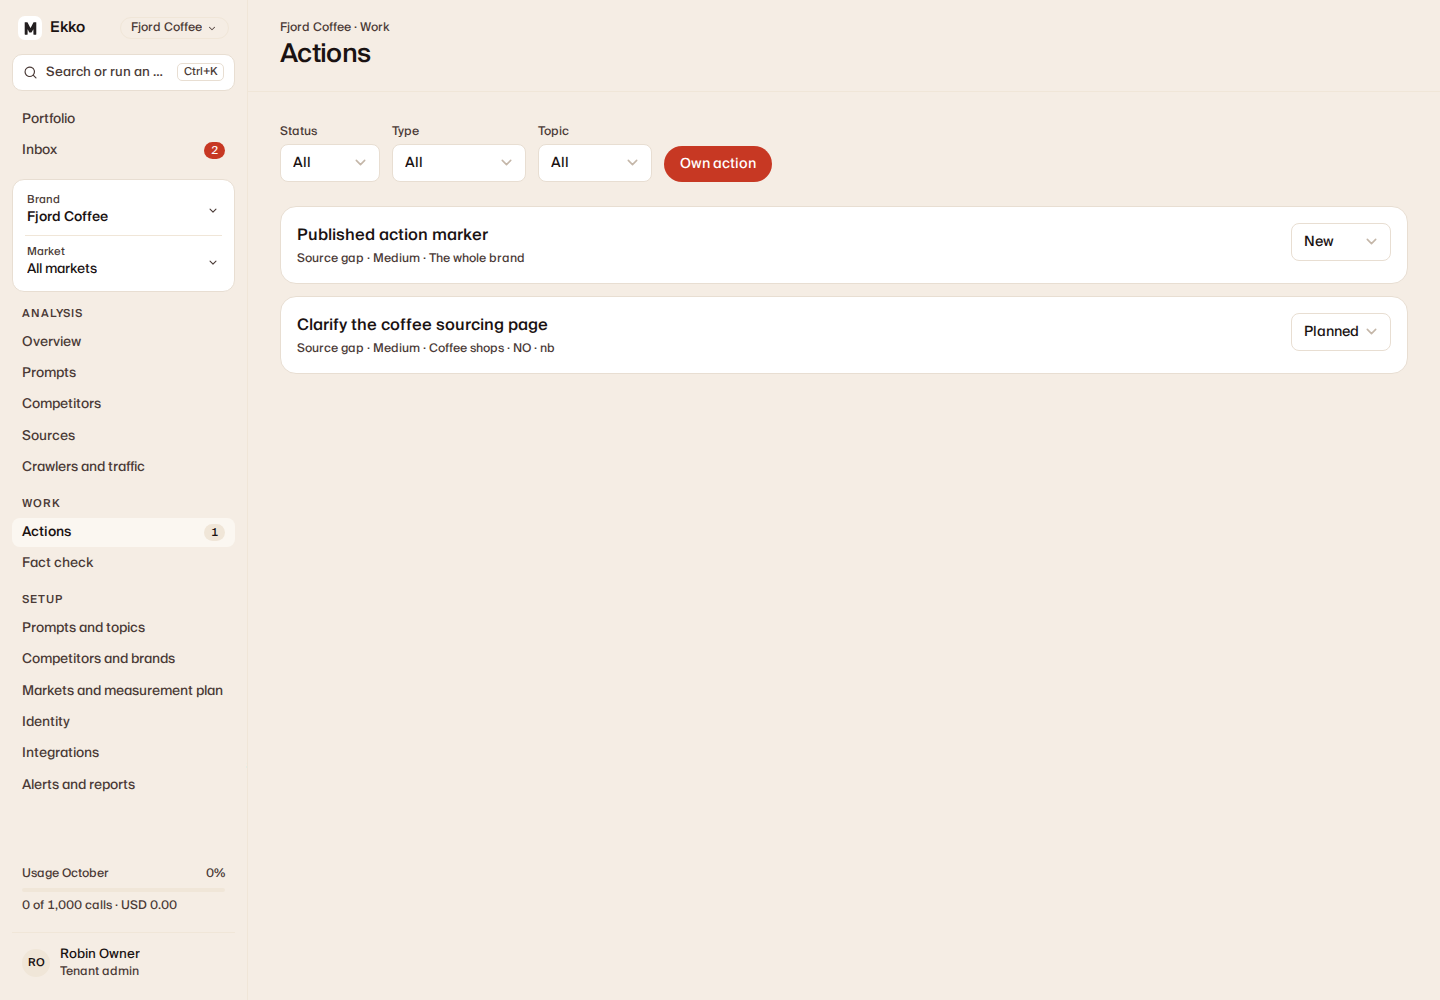 Ekko
Fjord Coffee
Search or run an ...
Ctrl+K
Portfolio
Inbox
2
Brand
Fjord Coffee
Market
All markets
ANALYSIS
Overview
Prompts
Competitors
Sources
Crawlers and traffic
WORK
Actions
1
Fact check
SETUP
Prompts and topics
Competitors and brands
Markets and measurement plan
Identity
Integrations
Alerts and reports
Usage October
0%
0 of 1,000 calls · USD 0.00
RO
Robin Owner
Tenant admin
Fjord Coffee · Work
Actions
Status
Type
Topic
All
All
All
Own action
Published action marker
Source gap · Medium · The whole brand
New
Clarify the coffee sourcing page
Source gap · Medium · Coffee shops · NO · nb
Planned